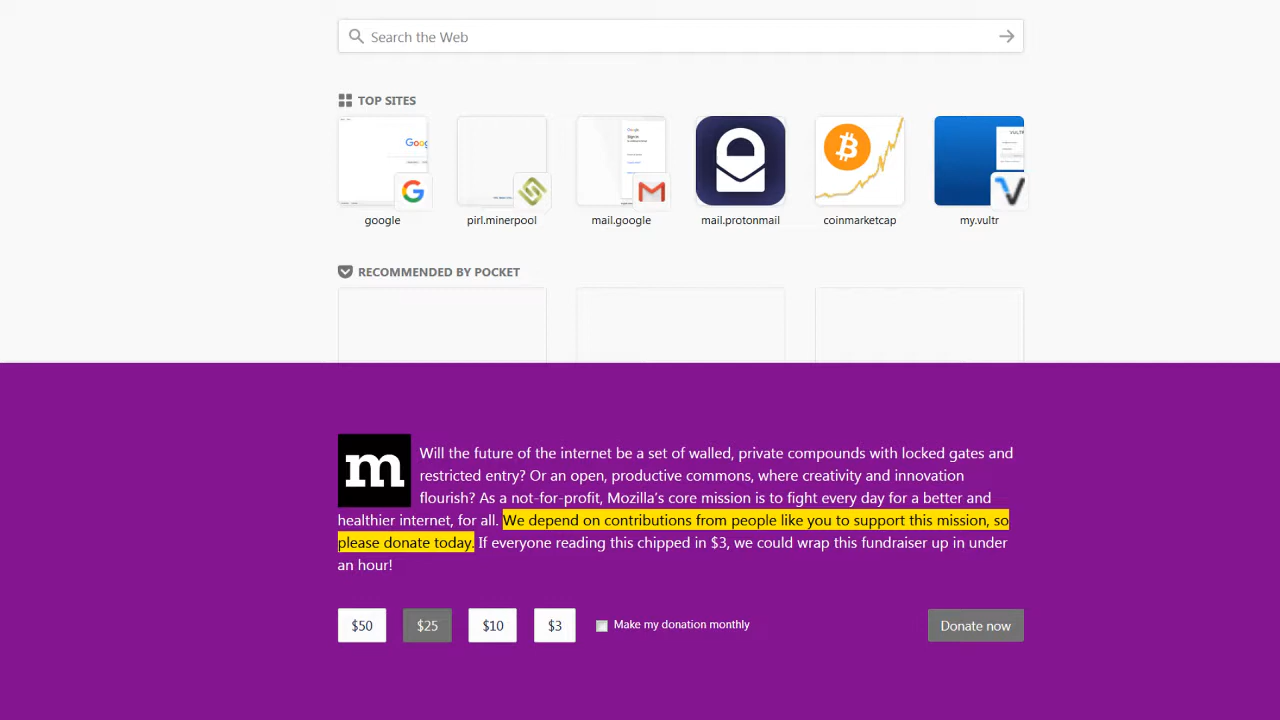 Search the Web
TOP SITES
google
pirl.minerpool
mail.google
mail.protonmail
coinmarketcap
my.vultr
RECOMMENDED BY POCKET
m
Will the future of the internet be a set of walled, private compounds with locked gates and
restricted entry? Or an open, productive commons, where creativity and innovation
flourish? As a not-for-profit, Mozilla’s core mission is to fight every day for a better and
healthier internet, for all. We depend on contributions from people like you to support this mission, so
please donate today. If everyone reading this chipped in $3, we could wrap this fundraiser up in under
an hour!
$50
$25
$10
$3
Make my donation monthly
Donate now